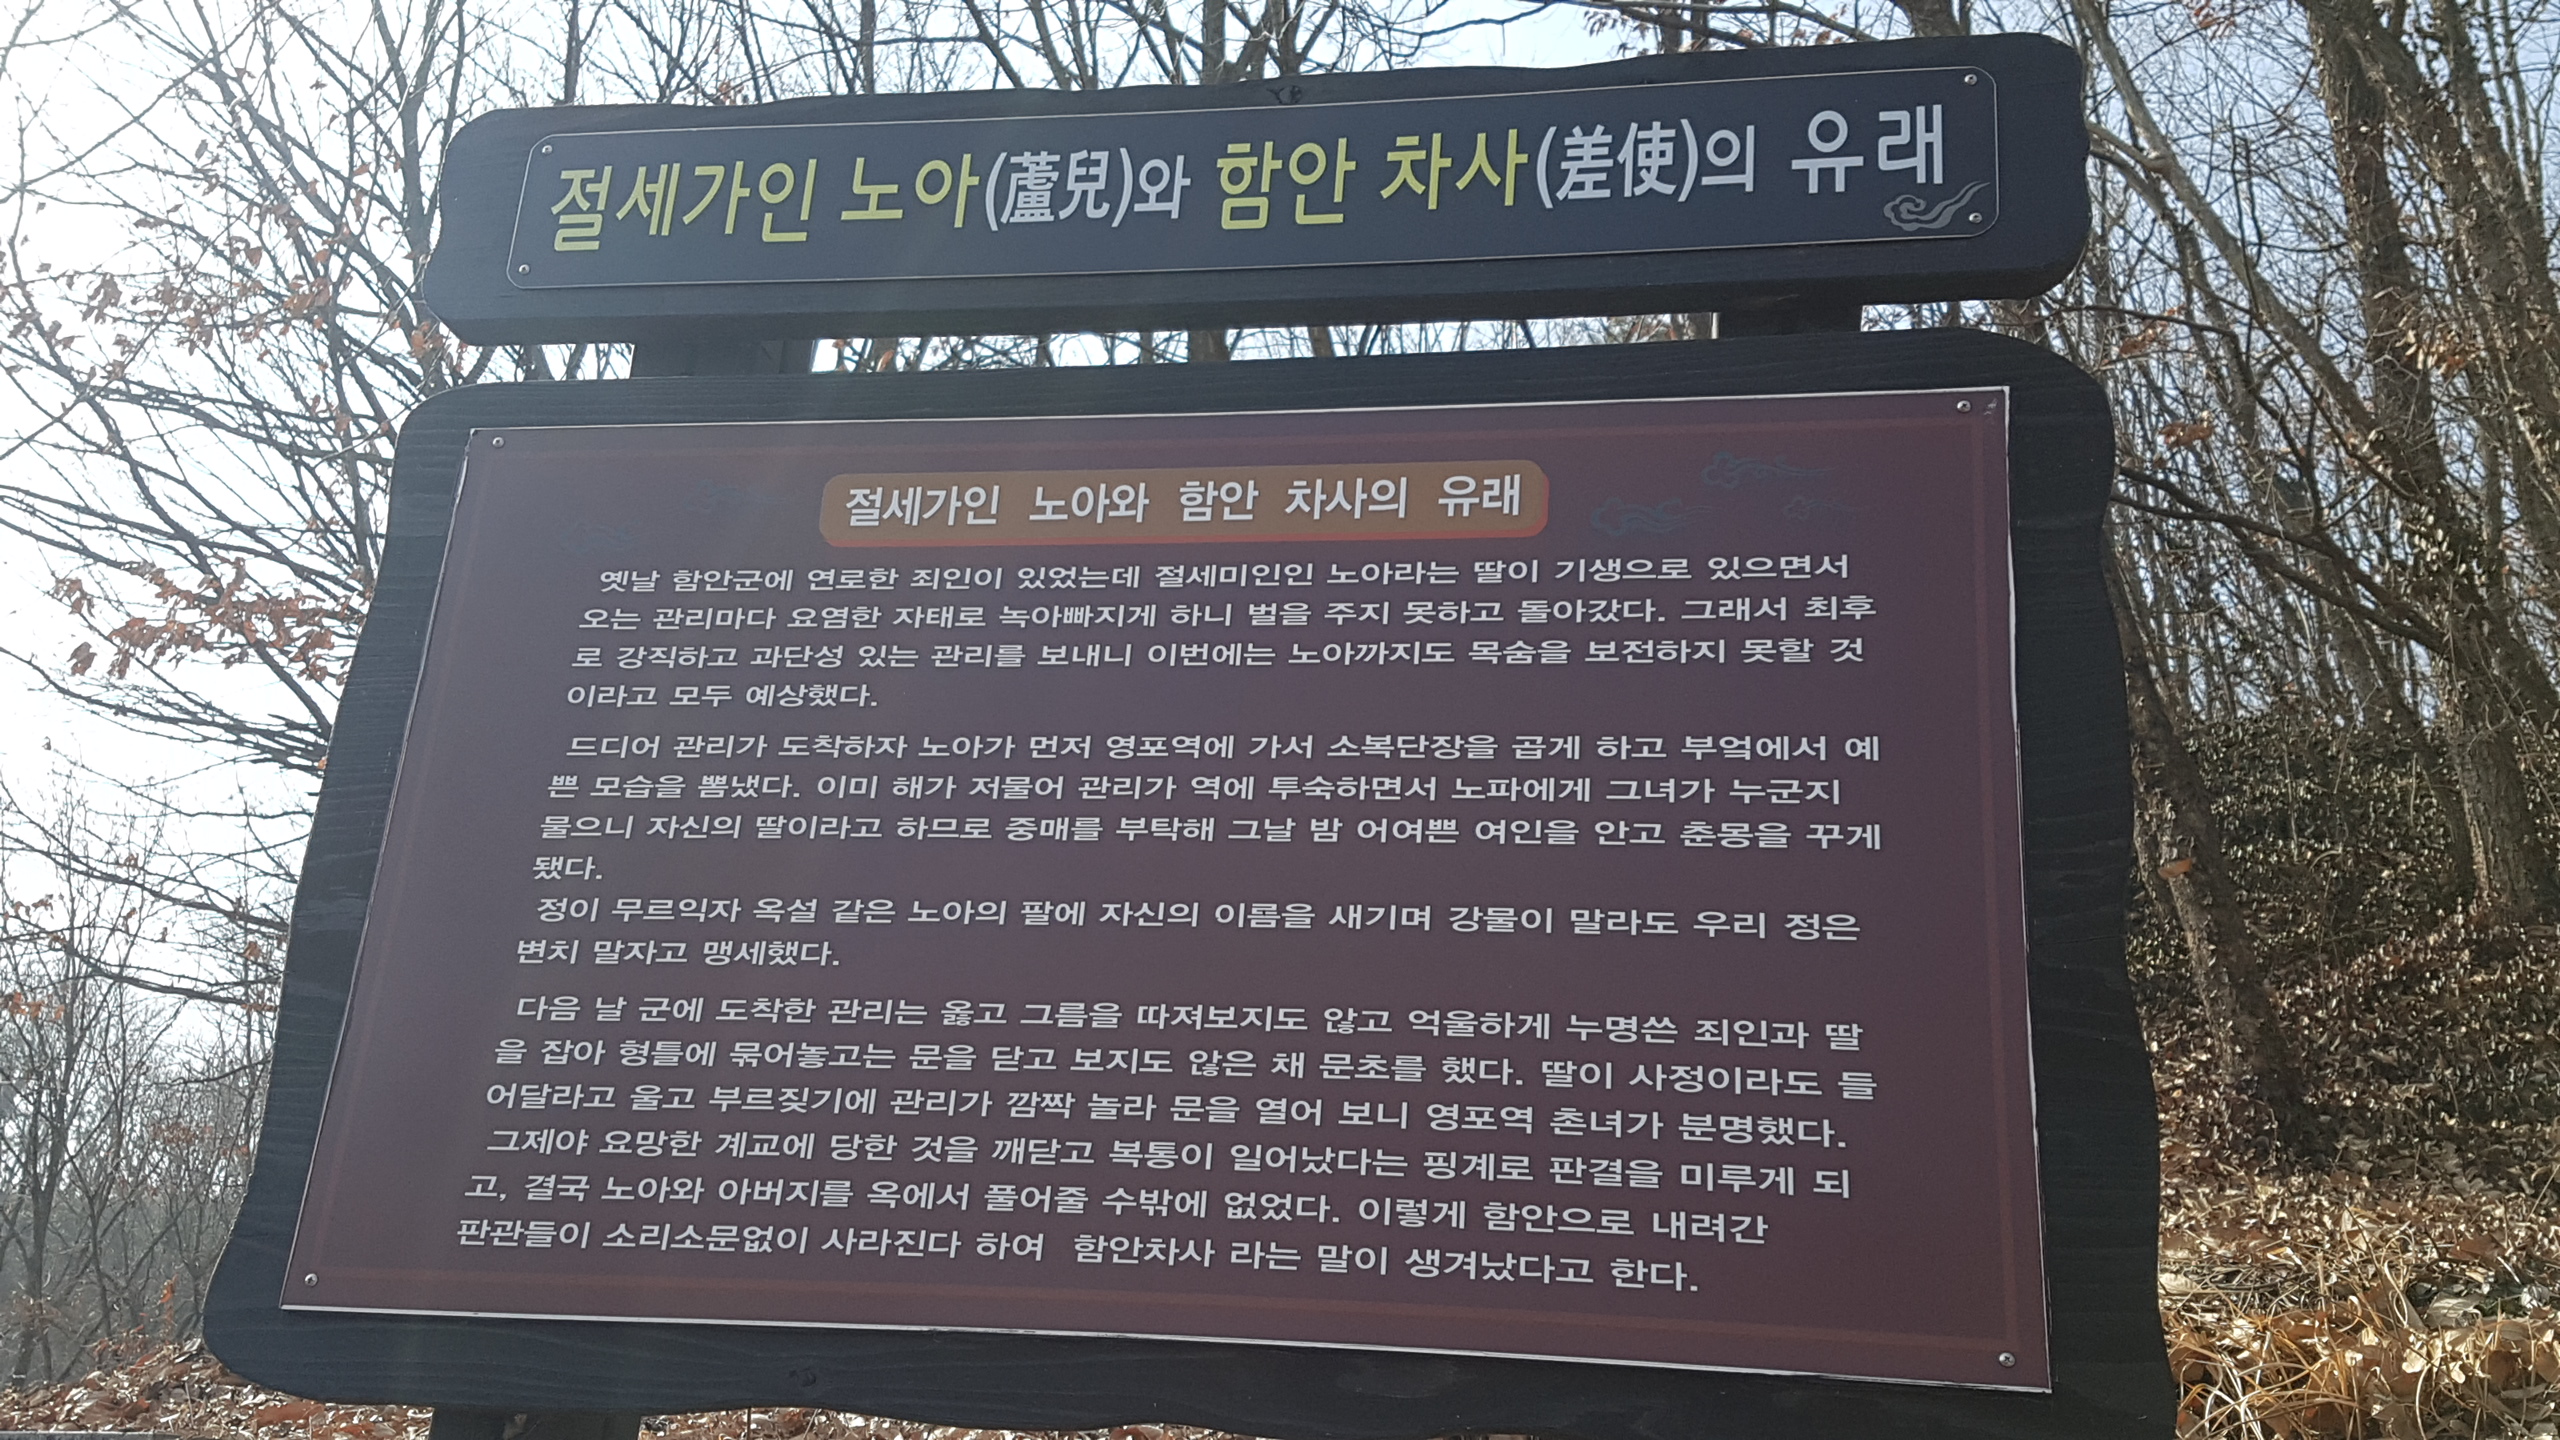 절세가인 노아(蘆兒)와 함안 차사(差使)의 유래
절세가인 노아와 함안 차사의 유래
옛날 함안군에 연로한 죄인이 있었는데 절세미인인 노아라는 딸이 기생으로 있으면서
오는 관리마다 요염한 자태로 녹아빠지게 하니 벌을 주지 못하고 돌아갔다. 그래서 최후
로 강직하고 과단성 있는 관리를 보내니 이번에는 노아까지도 목숨을 보전하지 못할 것
이라고 모두 예상했다.
드디어 관리가 도착하자 노아가 먼저 영포역에 가서 소복단장을 곱게 하고 부엌에서 예
쁜 모습을 뽐냈다. 이미 해가 저물어 관리가 역에 투숙하면서 노파에게 그녀가 누군지
물으니 자신의 딸이라고 하므로 중매를 부탁해 그날 밤 어여쁜 여인을 안고 춘몽을 꾸게
됐다.
정이 무르익자 옥설 같은 노아의 팔에 자신의 이름을 새기며 강물이 말라도 우리 정은
변치 말자고 맹세했다.
다음 날 군에 도착한 관리는 옳고 그름을 따져보지도 않고 억울하게 누명쓴 죄인과 딸
을 잡아 형틀에 묶어놓고는 문을 닫고 보지도 않은 채 문초를 했다. 딸이 사정이라도 들
어달라고 울고 부르짖기에 관리가 깜짝 놀라 문을 열어 보니 영포역 촌녀가 분명했다.
그제야 요망한 계교에 당한 것을 깨닫고 복통이 일어났다는 핑계로 판결을 미루게 되
고, 결국 노아와 아버지를 옥에서 풀어줄 수밖에 없었다. 이렇게 함안으로 내려간
판관들이 소리소문없이 사라진다 하여 함안차사 라는 말이 생겨났다고 한다.